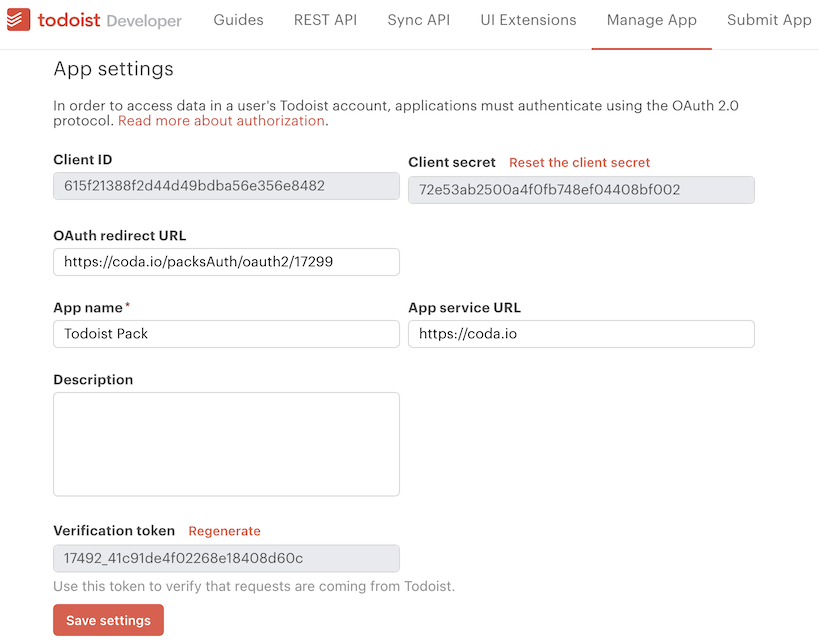 todoist Developer Guides REST API Sync API UI Extensions Manage App Submit App
App settings
In order to access data in a user's Todoist account, applications must authenticate using the OAuth 2.0
protocol. Read more about authorization.
Client ID
615f21388f2d44d49bdba56e356e8482
Client secret Reset the client secret
72e53ab2500a4f0fb748ef04408bf002
OAuth redirect URL
https://coda.io/packsAuth/oauth2/17299
App name*
Todoist Pack
App service URL
https://coda.io
Description
Verification token Regenerate
17492_41c91de4f02268e18408d60c
Use this token to verify that requests are coming from Todoist.
Save settings